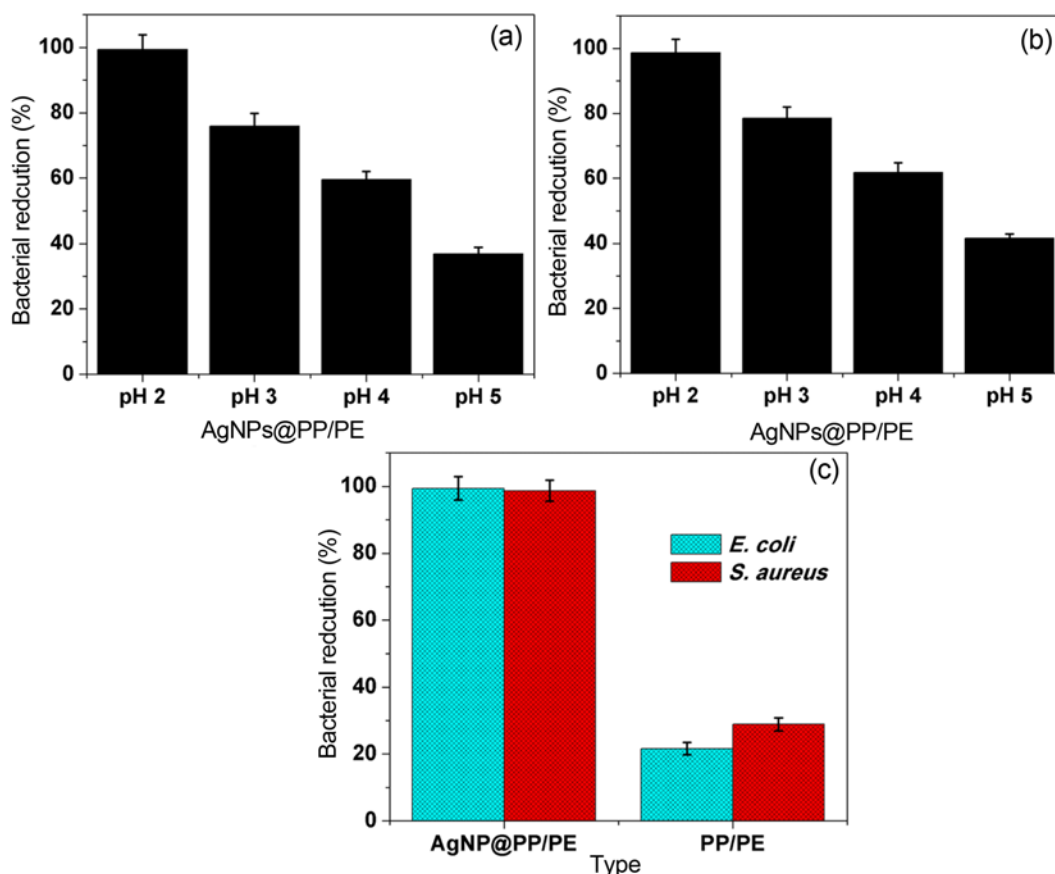 (a)
Bacterial redcution (%)
100
80
60
40
20
0
pH 2 pH 3 pH 4 pH 5
AgNPs@PP/PE
(b)
Bacterial redcution (%)
100
80
60
40
20
0
pH 2 pH 3 pH 4 pH 5
AgNPs@PP/PE
(c)
Bacterial redcution (%)
100
80
60
40
20
0
E. coli
S. aureus
AgNP@PP/PE PP/PE
Type